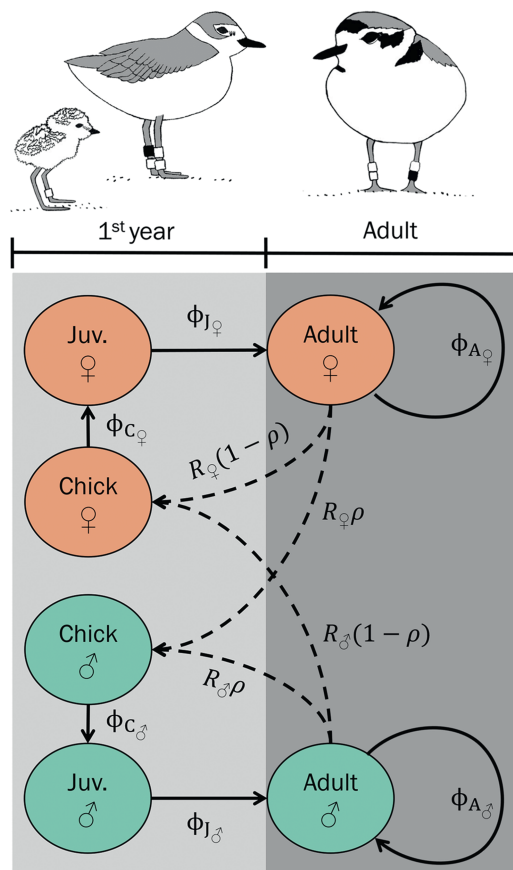 1st year
Adult
Juv.
♀
ϕJ♀
Adult
♀
ϕA♀
ϕC♀
R♀(1 − ρ)
Chick
♀
R♀ρ
Chick
♂
R♂(1 − ρ)
R♂ρ
ϕC♂
Juv.
♂
ϕJ♂
Adult
♂
ϕA♂